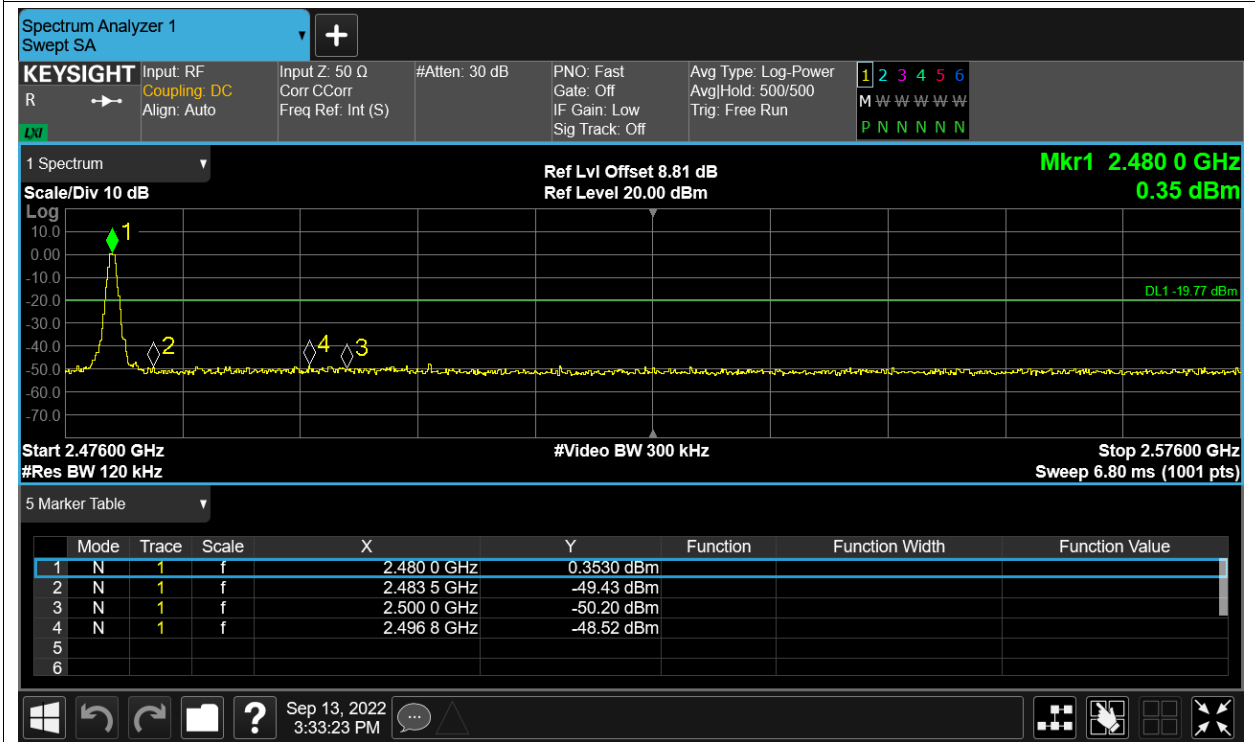 Spectrum Analyzer 1
Swept SA
KEYSIGHT Input: RF Input Z: 50 Ω #Atten: 30 dB PNO: Fast Avg Type: Log-Power 1 2 3 4 5 6
R Coupling: DC Corr CCorr Gate: Off Avg|Hold: 500/500 M W W W W W
Align: Auto Freq Ref: Int (S) IF Gain: Low Trig: Free Run
LXI Sig Track: Off P N N N N N
1 Spectrum Ref Lvl Offset 8.81 dB Mkr1 2.480 0 GHz
Scale/Div 10 dB Ref Level 20.00 dBm 0.35 dBm
Log
10.0 1
0.00
-10.0
-20.0 DL1 -19.77 dBm
-30.0
-40.0 2 4 3
-50.0
-60.0
-70.0
Start 2.47600 GHz #Video BW 300 kHz Stop 2.57600 GHz
#Res BW 120 kHz Sweep 6.80 ms (1001 pts)
5 Marker Table
Mode Trace Scale X Y Function Function Width Function Value
1 N 1 f 2.480 0 GHz 0.3530 dBm
2 N 1 f 2.483 5 GHz -49.43 dBm
3 N 1 f 2.500 0 GHz -50.20 dBm
4 N 1 f 2.496 8 GHz -48.52 dBm
5
6
? Sep 13, 2022
3:33:23 PM